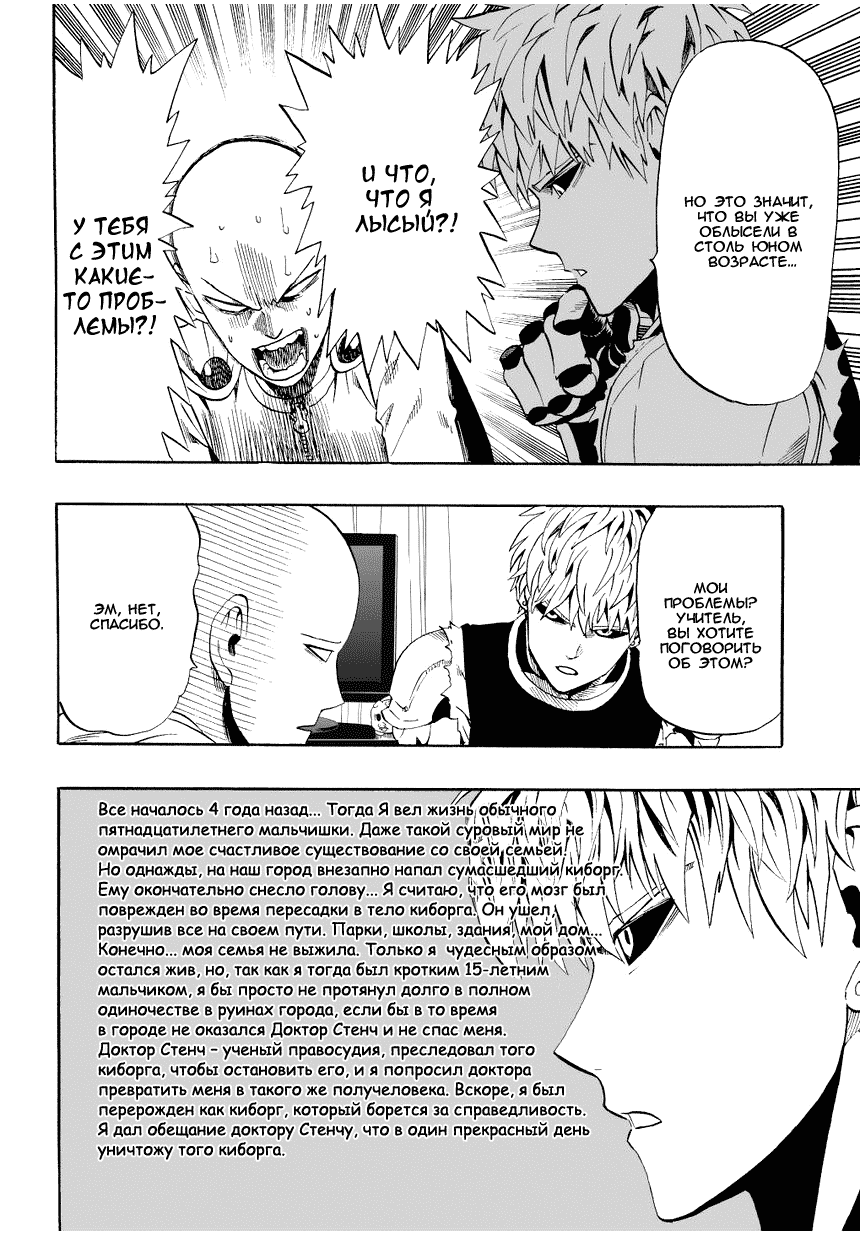 НО ЭТО ЗНАЧИТ,
ЧТО ВЫ УЖЕ
ОБЛЫСЕЛИ В
СТОЛЬ ЮНОМ
ВОЗРАСТЕ...
И ЧТО,
ЧТО Я
ЛЫСЫЙ?!
У ТЕБЯ
С ЭТИМ
КАКИЕ-
ТО ПРОБ-
ЛЕМЫ?!
МОИ
ПРОБЛЕМЫ?
УЧИТЕЛЬ,
ВЫ ХОТИТЕ
ПОГОВОРИТЬ
ОБ ЭТОМ?
ЭМ, НЕТ,
СПАСИБО.
Все началось 4 года назад... Тогда Я вел жизнь обычного
пятнадцатилетнего мальчишки. Даже такой суровый мир не
омрачил мое счастливое существование со своей семьей!
Но однажды, на наш город внезапно напал сумасшедший киборг.
Ему окончательно снесло голову... Я считаю, что его мозг был
поврежден во время пересадки в тело киборга. Он ушел,
разрушив все на своем пути. Парки, школы, здания, мой дом...
Конечно... моя семья не выжила. Только я чудесным образом
остался жив, но, так как я тогда был кротким 15-летним
мальчиком, я бы просто не протянул долго в полном
одиночестве в руинах города, если бы в то время
в городе не оказался Доктор Стенч и не спас меня.
Доктор Стенч – ученый правосудия, преследовал того
киборга, чтобы остановить его, и я попросил доктора
превратить меня в такого же получеловека. Вскоре, я был
перерожден как киборг, который борется за справедливость.
Я дал обещание доктору Стенчу, что в один прекрасный день
уничтожу того киборга.